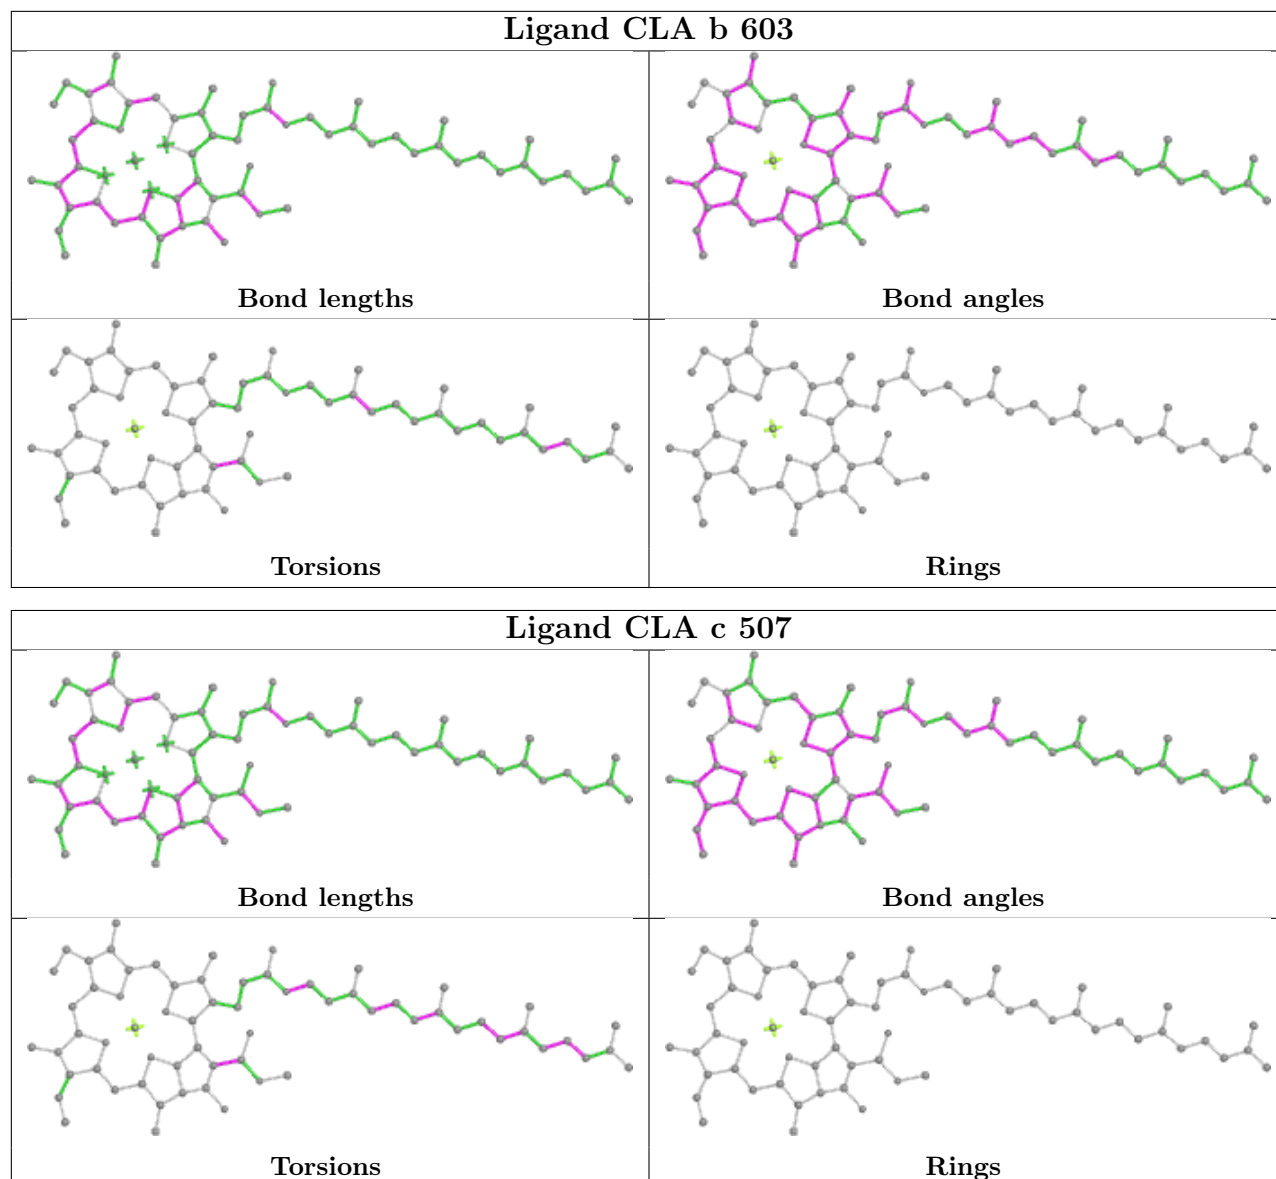 Ligand CLA b 603
Bond lengths
Bond angles
Torsions
Rings
Ligand CLA c 507
Bond lengths
Bond angles
Torsions
Rings